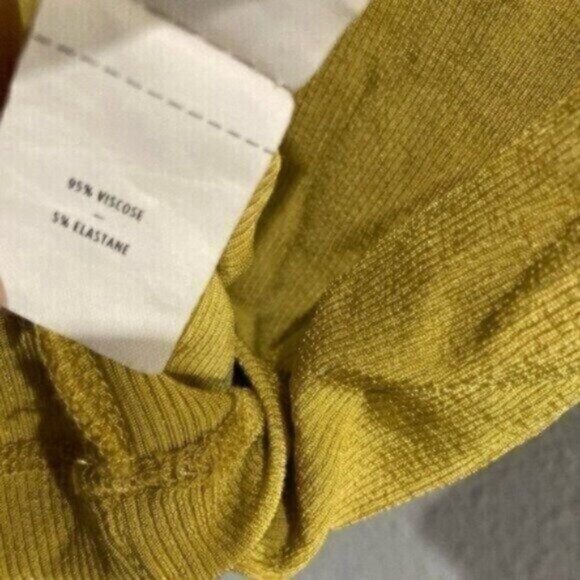 95% VISCOSE
–
5% ELASTANE